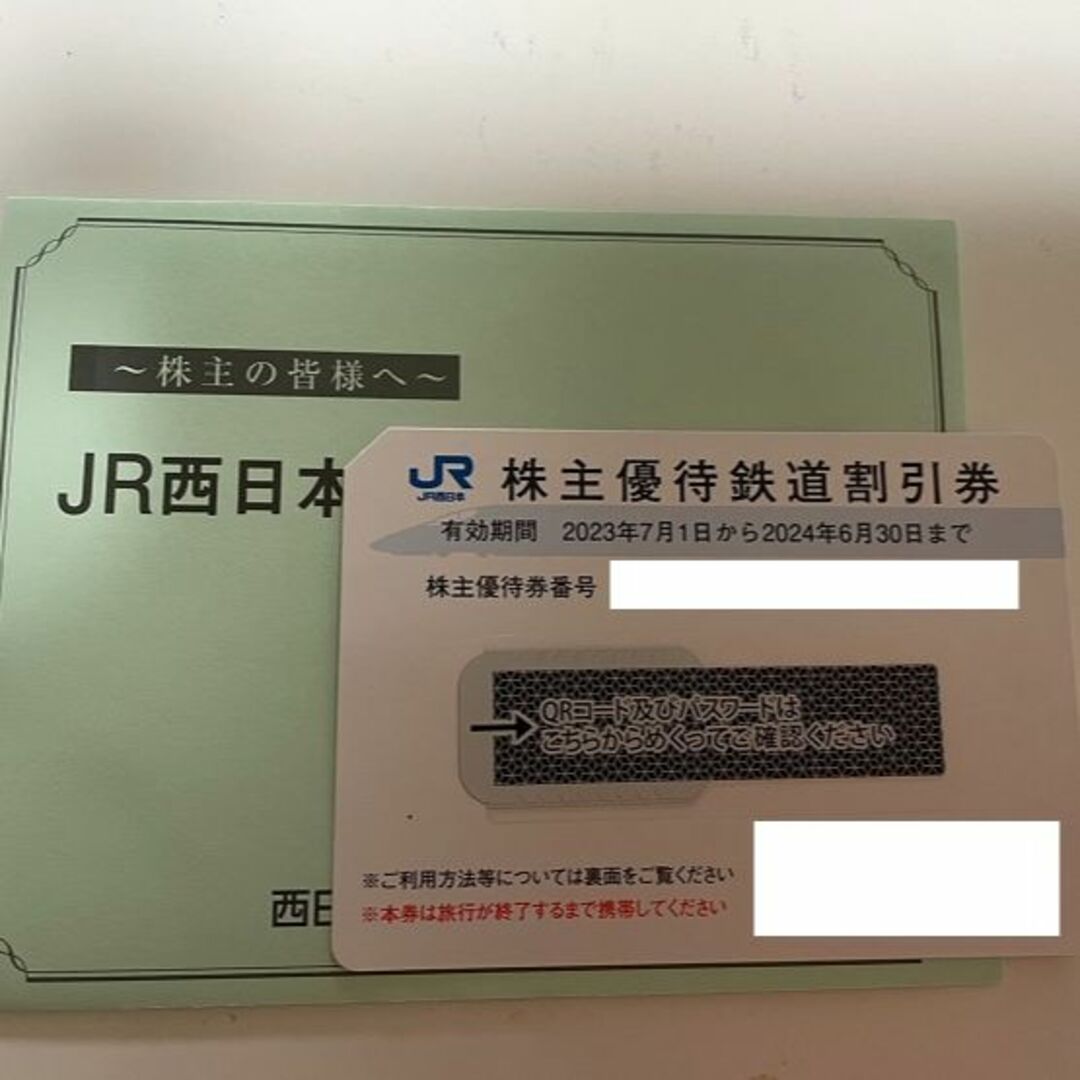 ～株主の皆様へ～
JR西日本
西日
JR
JR西日本
株主優待鉄道割引券
有効期間 2023年7月1日から2024年6月30日まで
株主優待券番号
QRコード及びパスワードは
こちらからめくってご確認ください
※ご利用方法等については裏面をご覧ください
※本券は旅行が終了するまで携帯してください